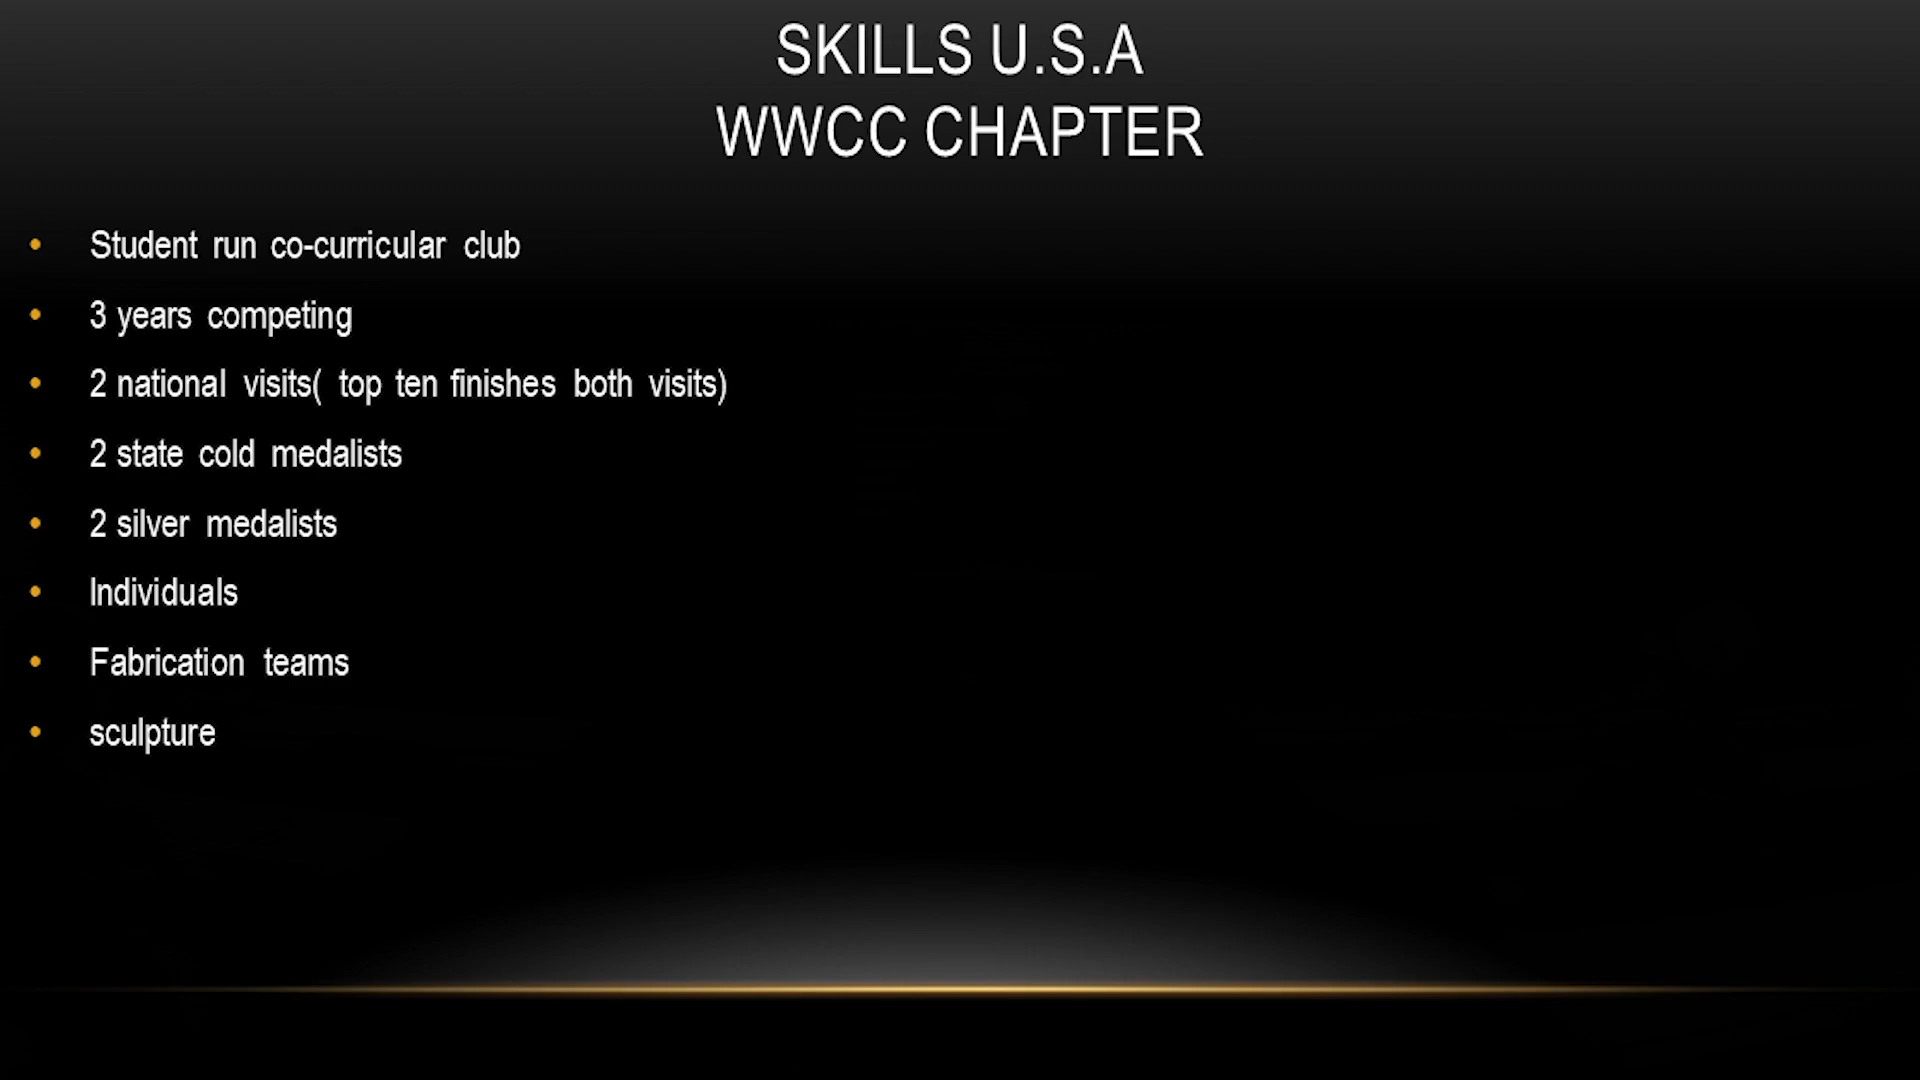 SKILLS U.S.A
WWCC CHAPTER
• Student run co-curricular club
• 3 years competing
• 2 national visits( top ten finishes both visits)
• 2 state cold medalists
• 2 silver medalists
• Individuals
• Fabrication teams
• sculpture